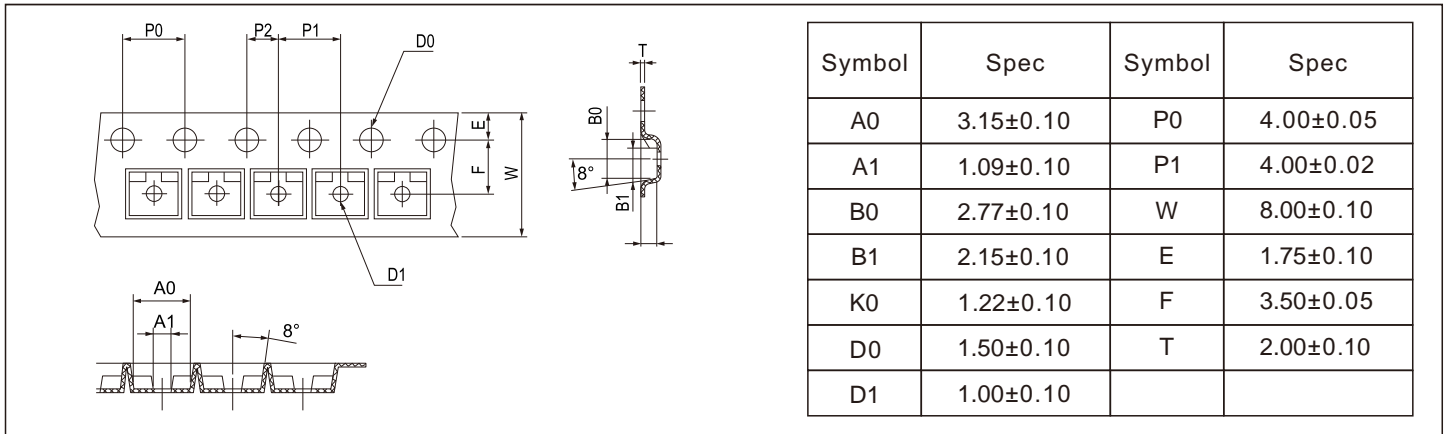 P0 P2 P1 D0
E
F
W
D1
T
B0
8°
B1
A0
A1
8°
Symbol Spec Symbol Spec
A0 3.15±0.10 P0 4.00±0.05
A1 1.09±0.10 P1 4.00±0.02
B0 2.77±0.10 W 8.00±0.10
B1 2.15±0.10 E 1.75±0.10
K0 1.22±0.10 F 3.50±0.05
D0 1.50±0.10 T 2.00±0.10
D1 1.00±0.10